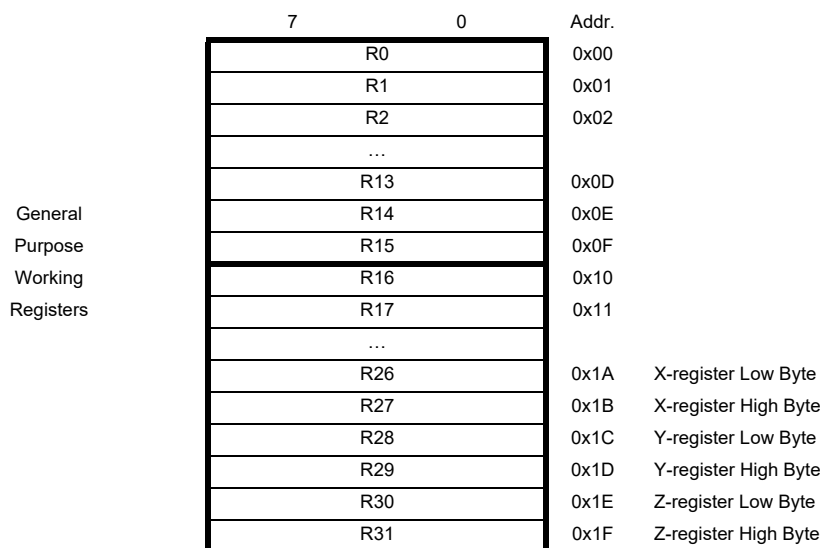 7 0 Addr.
R0 0x00
R1 0x01
R2 0x02
…
R13 0x0D
General R14 0x0E
Purpose R15 0x0F
Working R16 0x10
Registers R17 0x11
…
R26 0x1A X-register Low Byte
R27 0x1B X-register High Byte
R28 0x1C Y-register Low Byte
R29 0x1D Y-register High Byte
R30 0x1E Z-register Low Byte
R31 0x1F Z-register High Byte